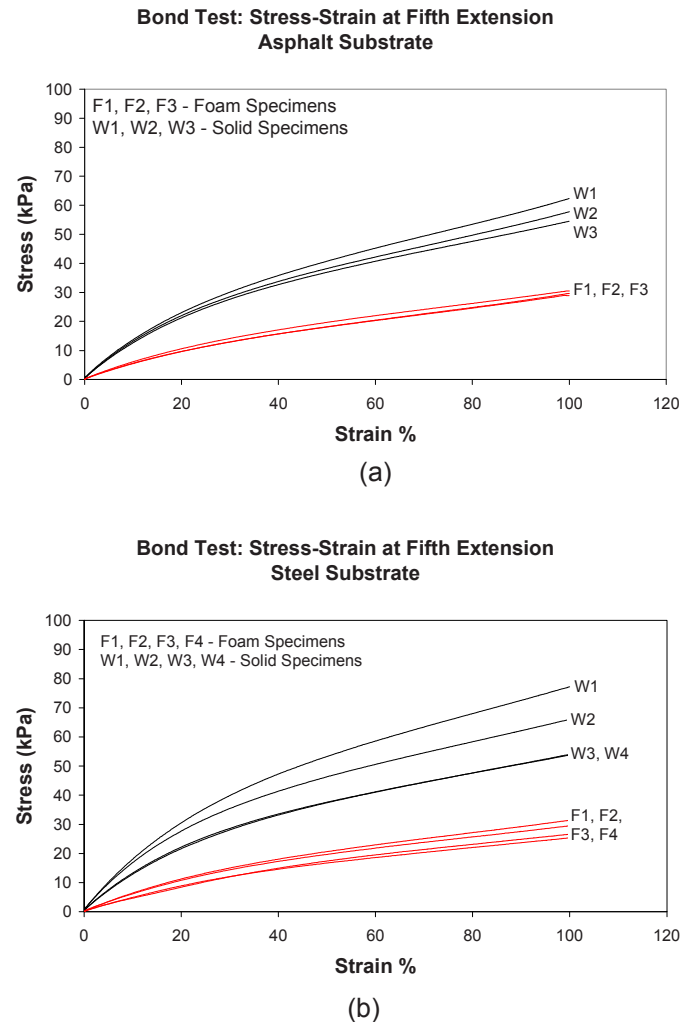 Bond Test: Stress-Strain at Fifth Extension
Asphalt Substrate
F1, F2, F3 - Foam Specimens
W1, W2, W3 - Solid Specimens
Stress (kPa)
100
90
80
70
60
50
40
30
20
10
0
W1
W2
W3
F1, F2, F3
0 20 40 60 80 100 120
Strain %
(a)
Bond Test: Stress-Strain at Fifth Extension
Steel Substrate
F1, F2, F3, F4 - Foam Specimens
W1, W2, W3, W4 - Solid Specimens
Stress (kPa)
100
90
80
70
60
50
40
30
20
10
0
W1
W2
W3, W4
F1, F2,
F3, F4
0 20 40 60 80 100 120
Strain %
(b)